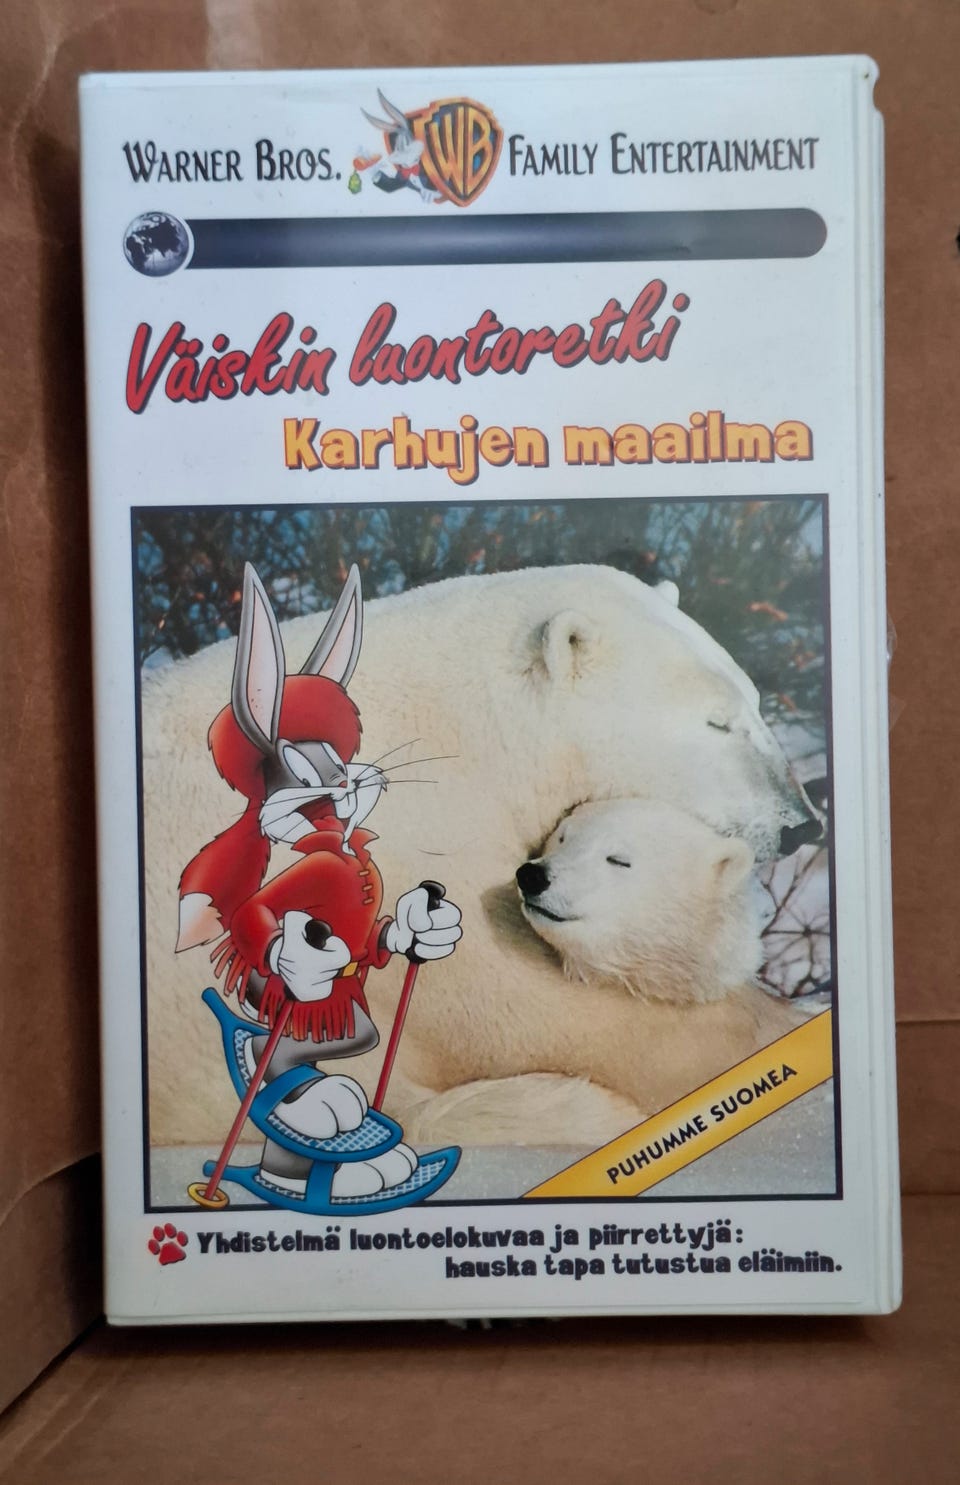 WARNER BROS. WB FAMILY ENTERTAINMENT
Väiskin luontoretki
Karhujen maailma
PUHUMME SUOMEA
Yhdistelmä luontoelokuvaa ja piirrettyjä:
hauska tapa tutustua eläimiin.